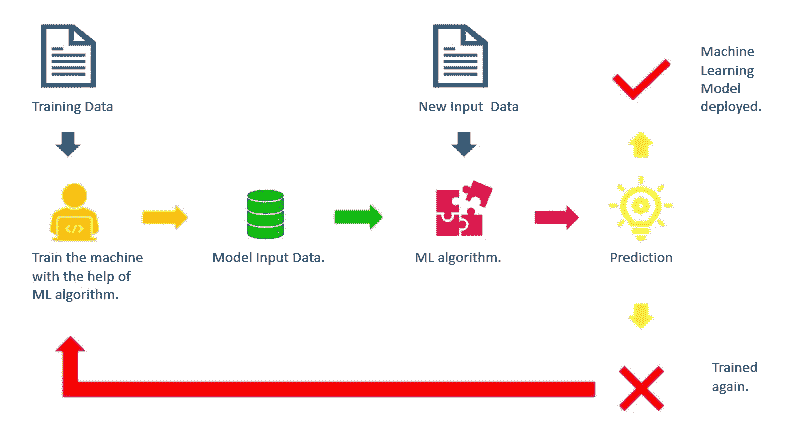 Training Data
New Input Data
Machine
Learning
Model
deployed.
</>
Train the machine
with the help of
ML algorithm.
Model Input Data.
ML algorithm.
Prediction
Trained
again.